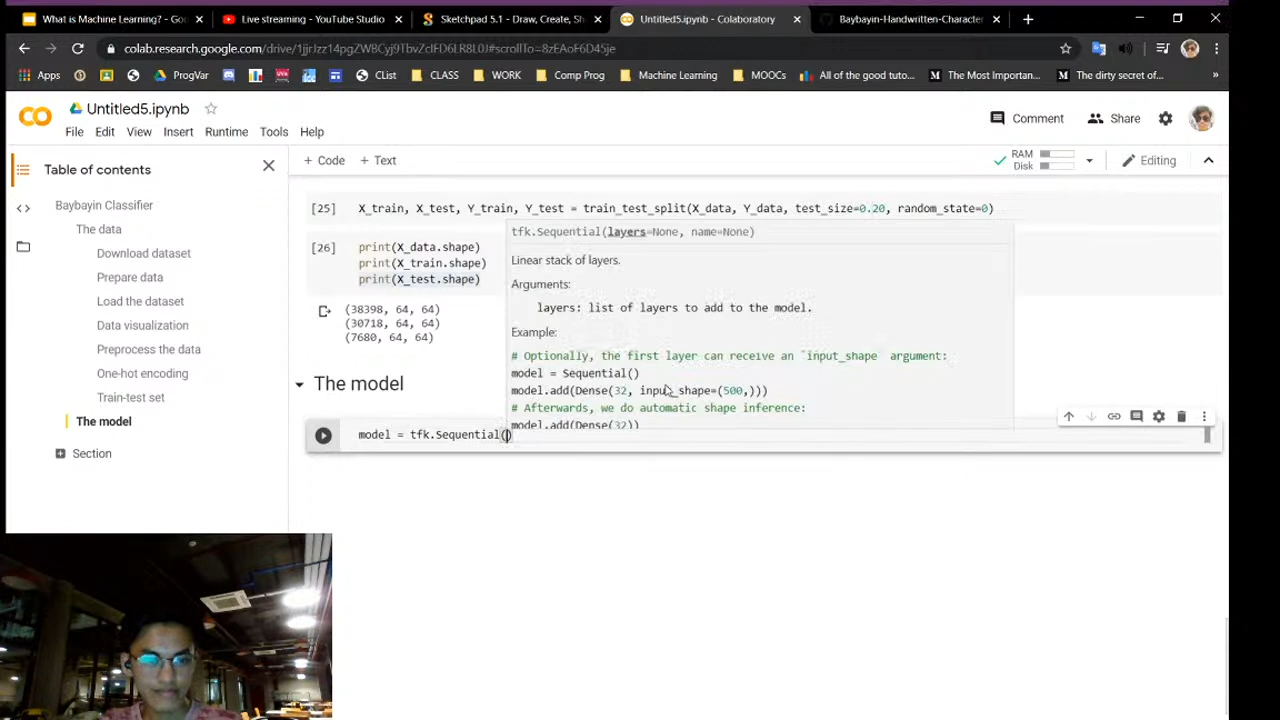 What is Machine Learning? - Goo
Live streaming - YouTube Studio
Sketchpad 5.1 - Draw, Create, Sh
Untitled5.ipynb - Colaboratory
Baybayin-Handwritten-Character
colab.research.google.com/drive/1jjrJzz14pgZW8Cyj9TbvZcIFD6LR8L0J#scrollTo=8zEAoF6D45je
Apps
ProgVar
CList
CLASS
WORK
Comp Prog
Machine Learning
MOOCs
All of the good tuto...
The Most Importan...
The dirty secret of...
»
Untitled5.ipynb
File Edit View Insert Runtime Tools Help
Comment
Share
+ Code + Text
RAM
Disk
Editing
Table of contents
Baybayin Classifier
The data
Download dataset
Prepare data
Load the dataset
Data visualization
Preprocess the data
One-hot encoding
Train-test set
The model
Section
[25] X_train, X_test, Y_train, Y_test = train_test_split(X_data, Y_data, test_size=0.20, random_state=0)
[26] print(X_data.shape)
print(X_train.shape)
print(X_test.shape)
(38398, 64, 64)
(30718, 64, 64)
(7680, 64, 64)
The model
model = tfk.Sequential()
tfk.Sequential(layers=None, name=None)
Linear stack of layers.
Arguments:
layers: list of layers to add to the model.
Example:
# Optionally, the first layer can receive an `input_shape` argument:
model = Sequential()
model.add(Dense(32, input_shape=(500,)))
# Afterwards, we do automatic shape inference:
model.add(Dense(32))